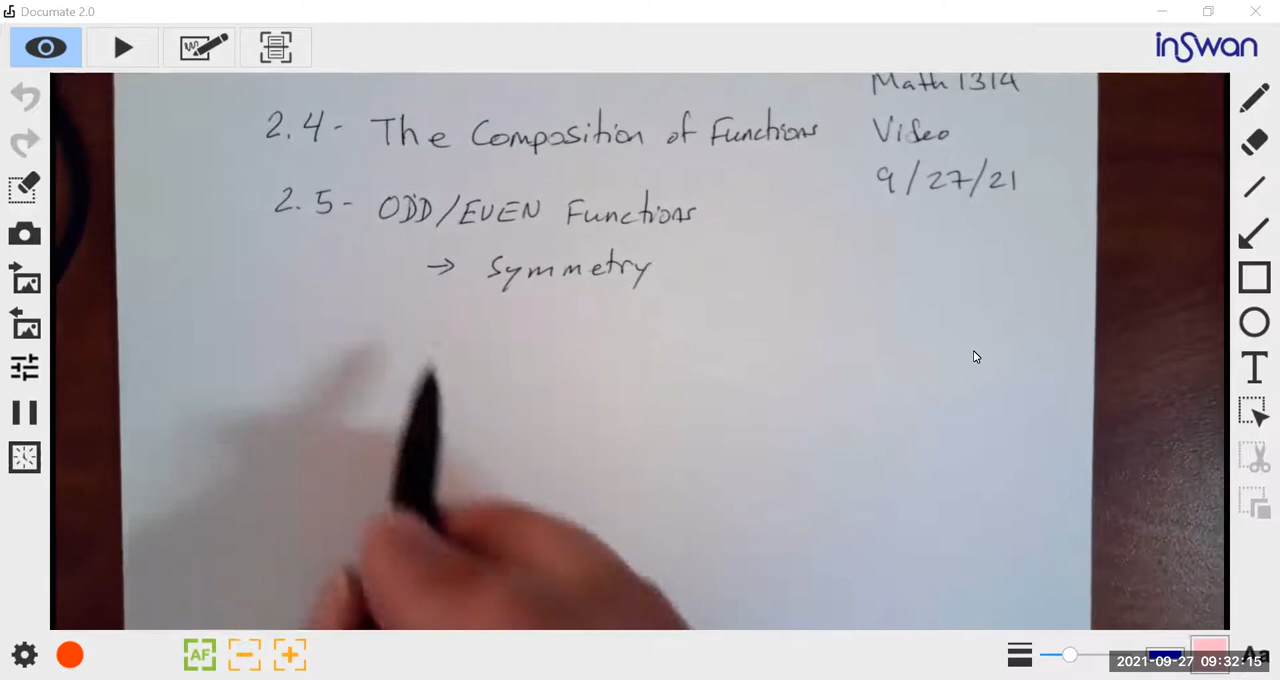 Documate 2.0
inSwan
Math 1314
2.4 - The Composition of Functions
Video
9/27/21
2.5 - ODD/EVEN Functions
→ Symmetry
T
AF
Aa
2021-09-27 09:32:15